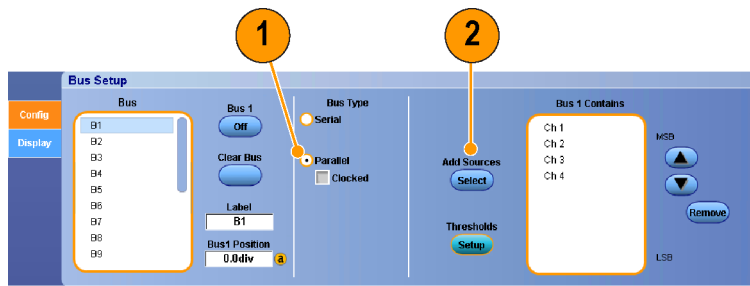 1
2
Bus Setup
Config
Display
Bus
B1
B2
B3
B4
B5
B6
B7
B8
B9
Bus 1
Off
Clear Bus
Label
B1
Bus1 Position
0.0div
a
Bus Type
Serial
Parallel
Clocked
Add Sources
Select
Thresholds
Setup
Bus 1 Contains
Ch 1
Ch 2
Ch 3
Ch 4
MSB
Remove
LSB